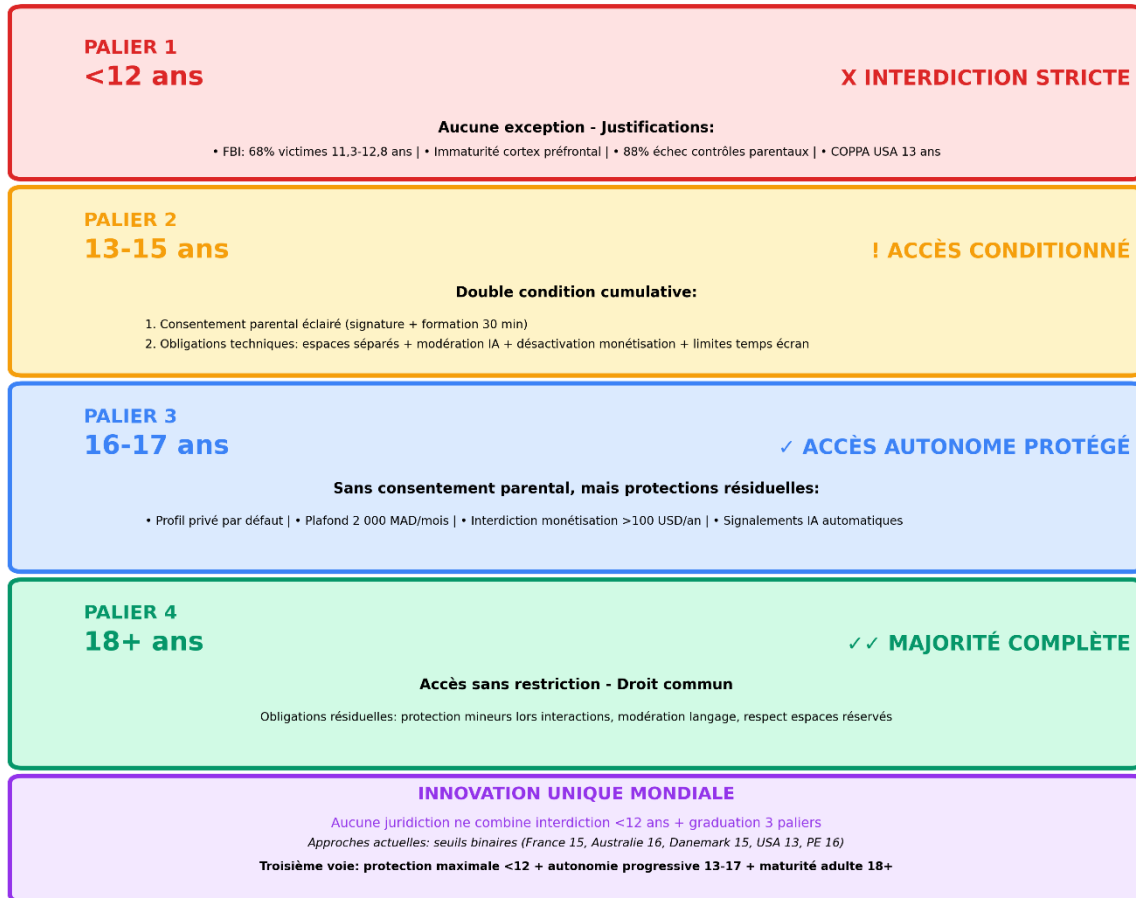 PALIER 1
<12 ans
X INTERDICTION STRICTE
Aucune exception - Justifications:
• FBI: 68% victimes 11,3-12,8 ans | • Immaturité cortex préfrontal | • 88% échec contrôles parentaux | • COPPA USA 13 ans
PALIER 2
13-15 ans
! ACCÈS CONDITIONNÉ
Double condition cumulative:
1. Consentement parental éclairé (signature + formation 30 min)
2. Obligations techniques: espaces séparés + modération IA + désactivation monétisation + limites temps écran
PALIER 3
16-17 ans
✓ ACCÈS AUTONOME PROTÉGÉ
Sans consentement parental, mais protections résiduelles:
• Profil privé par défaut | • Plafond 2 000 MAD/mois | • Interdiction monétisation >100 USD/an | • Signalements IA automatiques
PALIER 4
18+ ans
✓✓ MAJORITÉ COMPLÈTE
Accès sans restriction - Droit commun
Obligations résiduelles: protection mineurs lors interactions, modération langage, respect espaces réservés
INNOVATION UNIQUE MONDIALE
Aucune juridiction ne combine interdiction <12 ans + graduation 3 paliers
Approches actuelles: seuils binaires (France 15, Australie 16, Danemark 15, USA 13, PE 16)
Troisième voie: protection maximale <12 + autonomie progressive 13-17 + maturité adulte 18+